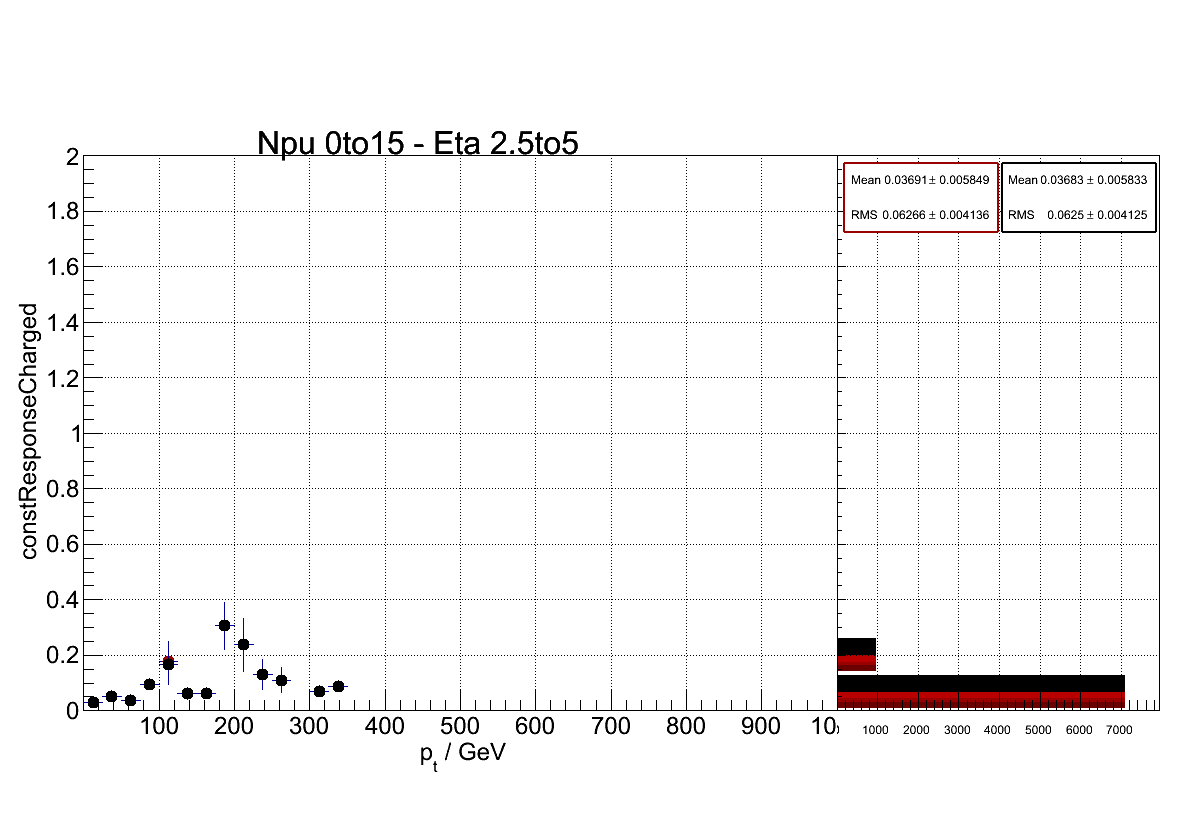 Npu 0to15 - Eta 2.5to5
2
1.8
1.6
1.4
1.2
1
0.8
0.6
0.4
0.2
0
constResponseCharged
100 200 300 400 500 600 700 800 900
p_t / GeV
Mean 0.03691 ± 0.005849
RMS 0.06266 ± 0.004136
Mean 0.03683 ± 0.005833
RMS 0.0625 ± 0.004125
1000 2000 3000 4000 5000 6000 7000